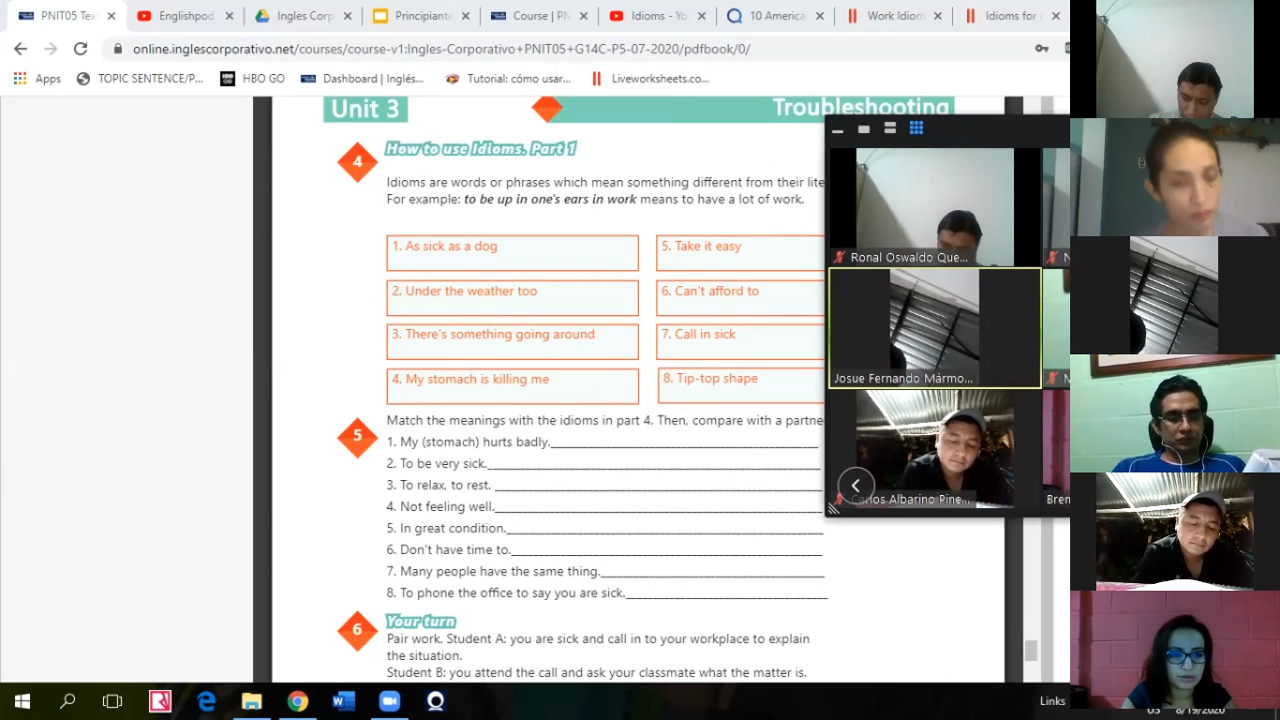 PNIT05 Tex
Englishpod
Ingles Corp
Principiante
Course | PN
Idioms - Yo
10 America
Work Idiom
Idioms for
online.inglescorporativo.net/courses/course-v1:Ingles-Corporativo+PNIT05+G14C-P5-07-2020/pdfbook/0/
Apps
TOPIC SENTENCE/P...
HBO GO
Dashboard | Inglés...
Tutorial: cómo usar...
Liveworksheets.co...
Unit 3
Troubleshooting
4
How to use Idioms. Part 1
Idioms are words or phrases which mean something different from their lite
For example: to be up in one's ears in work means to have a lot of work.
1. As sick as a dog
5. Take it easy
2. Under the weather too
6. Can't afford to
3. There's something going around
7. Call in sick
4. My stomach is killing me
8. Tip-top shape
5
Match the meanings with the idioms in part 4. Then, compare with a partne
1. My (stomach) hurts badly.
2. To be very sick.
3. To relax, to rest.
4. Not feeling well.
5. In great condition.
6. Don't have time to.
7. Many people have the same thing.
8. To phone the office to say you are sick.
6
Your turn
Pair work. Student A: you are sick and call in to your workplace to explain
the situation.
Student B: you attend the call and ask your classmate what the matter is.
Ronal Oswaldo Que...
Josue Fernando Mármo...
Carlos Albarino Pine...
Bren
Links
8/19/2020